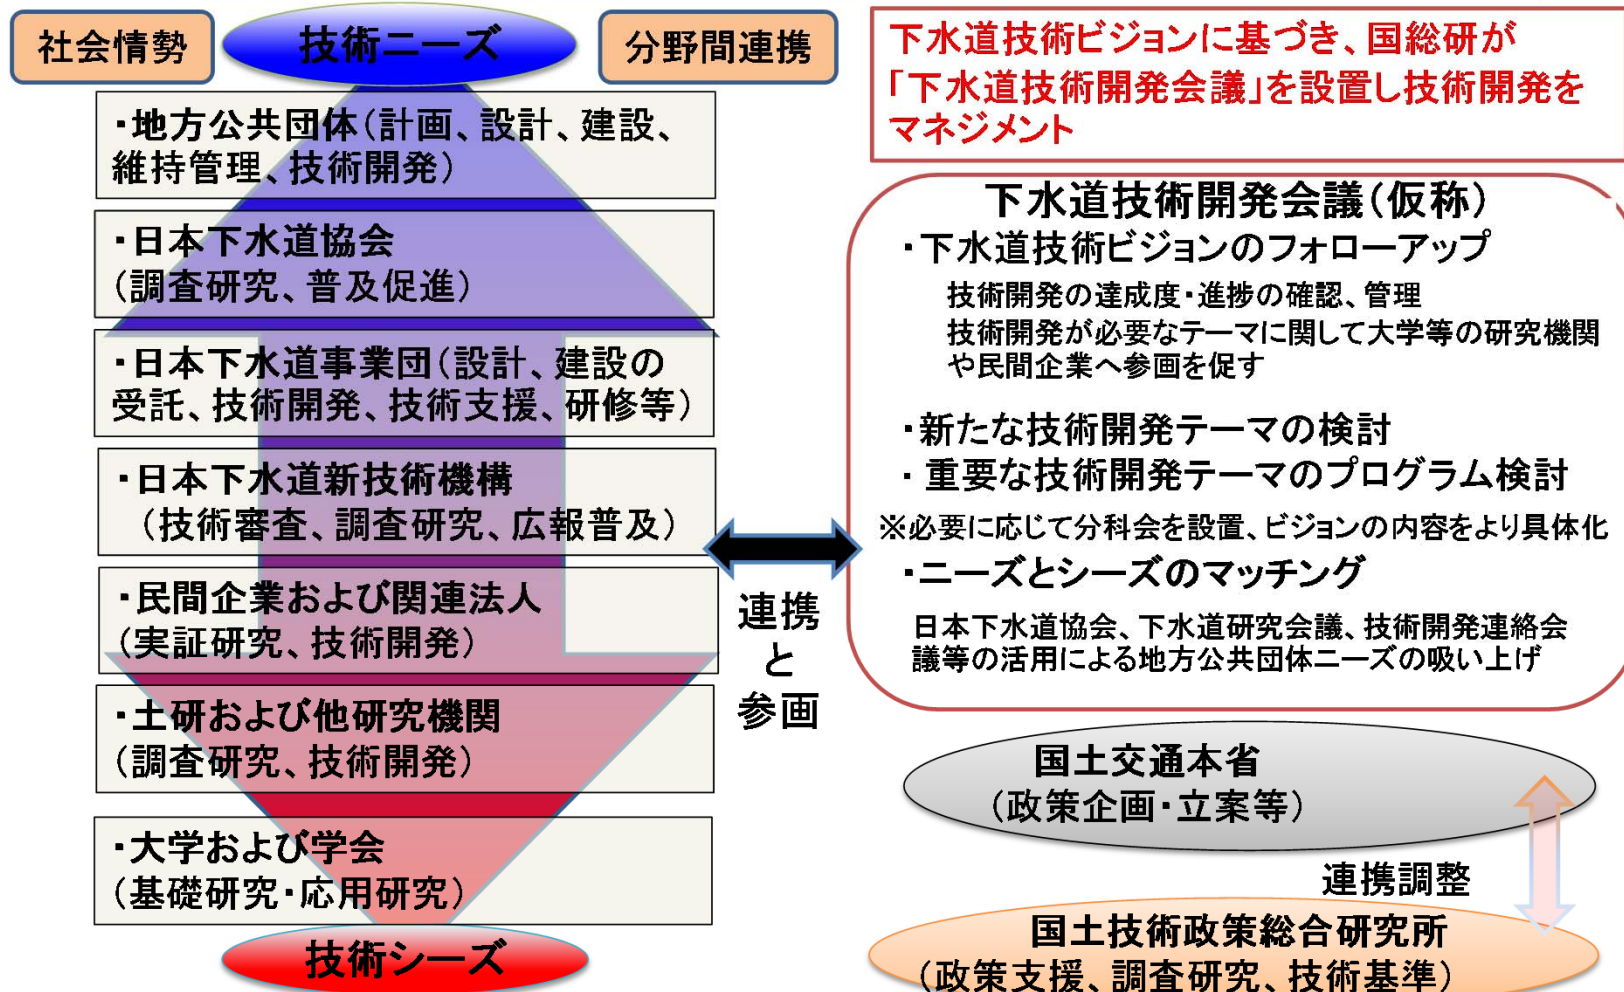 社会情勢
技術ニーズ
分野間連携
・地方公共団体(計画、設計、建設、
維持管理、技術開発)
・日本下水道協会
(調査研究、普及促進)
・日本下水道事業団(設計、建設の
受託、技術開発、技術支援、研修等)
・日本下水道新技術機構
(技術審査、調査研究、広報普及)
・民間企業および関連法人
(実証研究、技術開発)
・土研および他研究機関
(調査研究、技術開発)
・大学および学会
(基礎研究・応用研究)
技術シーズ
連携
と
参画
下水道技術ビジョンに基づき、国総研が
「下水道技術開発会議」を設置し技術開発を
マネジメント
下水道技術開発会議(仮称)
・下水道技術ビジョンのフォローアップ
技術開発の達成度・進捗の確認、管理
技術開発が必要なテーマに関して大学等の研究機関
や民間企業へ参画を促す
・新たな技術開発テーマの検討
・重要な技術開発テーマのプログラム検討
※必要に応じて分科会を設置、ビジョンの内容をより具体化
・ニーズとシーズのマッチング
日本下水道協会、下水道研究会議、技術開発連絡会
議等の活用による地方公共団体ニーズの吸い上げ
国土交通本省
(政策企画・立案等)
連携調整
国土技術政策総合研究所
(政策支援、調査研究、技術基準)